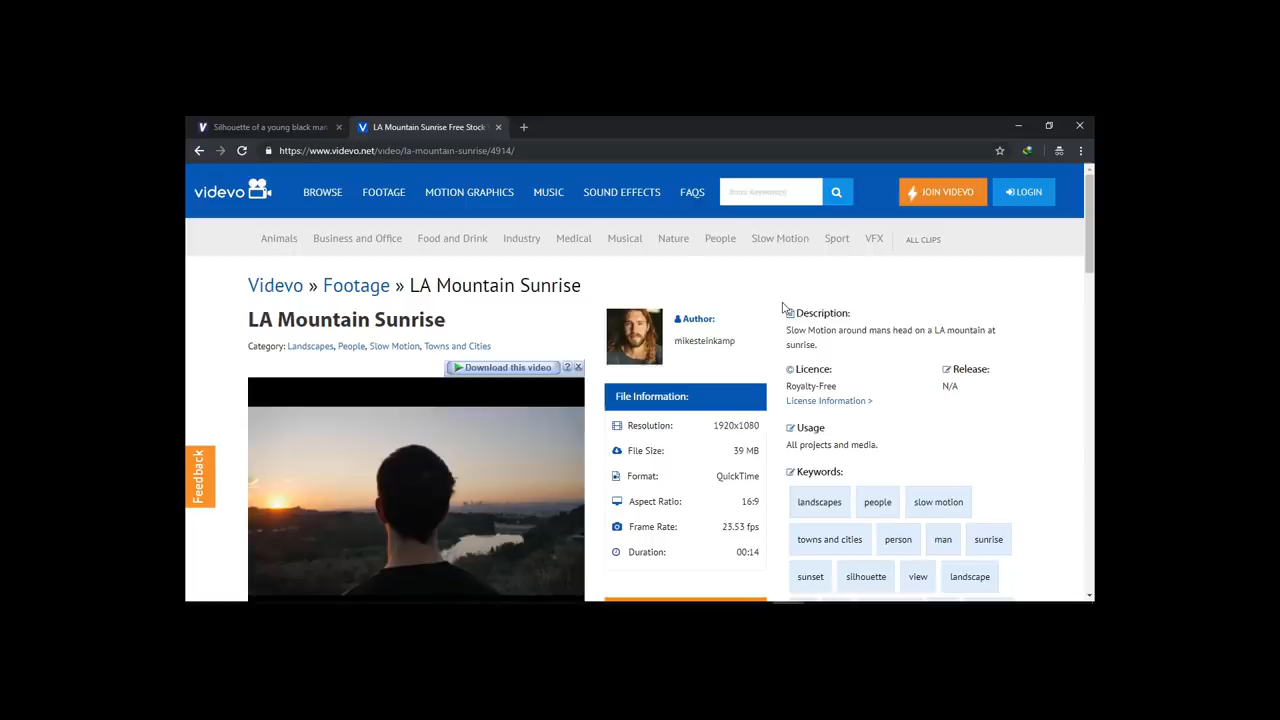 Silhouette of a young black man
LA Mountain Sunrise Free Stock
https://www.videvo.net/video/la-mountain-sunrise/4914/
videvo
BROWSE
FOOTAGE
MOTION GRAPHICS
MUSIC
SOUND EFFECTS
FAQS
Enter Keyword(s)
JOIN VIDEVO
LOGIN
Animals
Business and Office
Food and Drink
Industry
Medical
Musical
Nature
People
Slow Motion
Sport
VFX
ALL CLIPS
Videvo » Footage » LA Mountain Sunrise
LA Mountain Sunrise
Category: Landscapes, People, Slow Motion, Towns and Cities
Download this video ? X
Feedback
Author:
mikesteinkamp
File Information:
Resolution: 1920x1080
File Size: 39 MB
Format: QuickTime
Aspect Ratio: 16:9
Frame Rate: 23.53 fps
Duration: 00:14
Description:
Slow Motion around mans head on a LA mountain at
sunrise.
Licence:
Royalty-Free
License Information >
Release:
N/A
Usage
All projects and media.
Keywords:
landscapes
people
slow motion
towns and cities
person
man
sunrise
sunset
silhouette
view
landscape